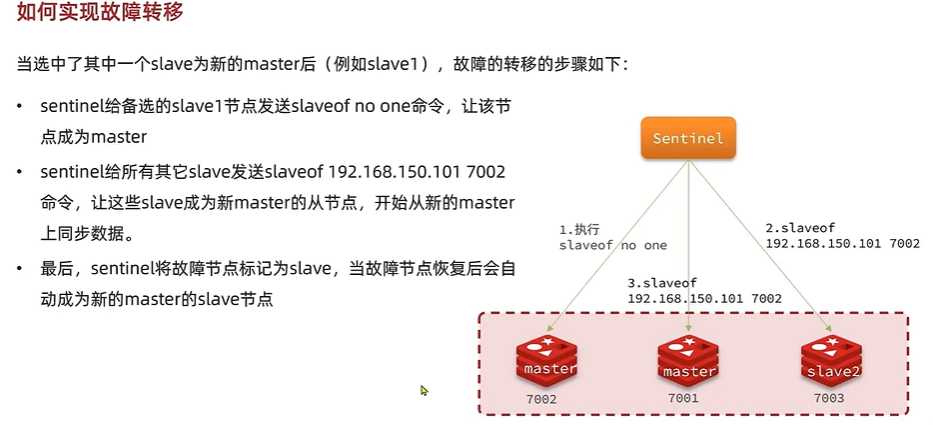 如何实现故障转移
当选中了其中一个slave为新的master后（例如slave1），故障的转移的步骤如下：
• sentinel给备选的slave1节点发送slaveof no one命令，让该节
点成为master
• sentinel给所有其它slave发送slaveof 192.168.150.101 7002
命令，让这些slave成为新master的从节点，开始从新的master
上同步数据。
• 最后，sentinel将故障节点标记为slave，当故障节点恢复后会自
动成为新的master的slave节点
Sentinel
1.执行
slaveof no one
2.slaveof
192.168.150.101 7002
3.slaveof
192.168.150.101 7002
master
master
slave2
7002
7001
7003